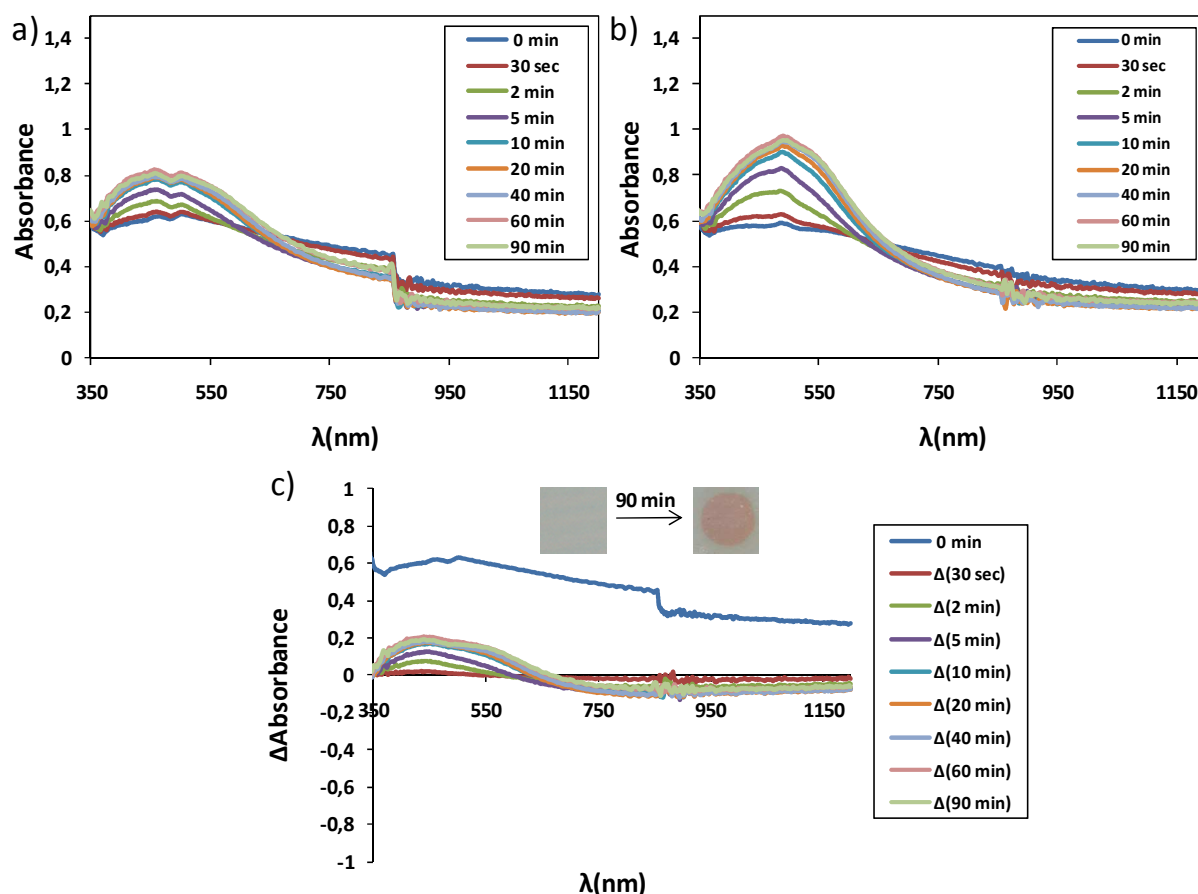 a)
1,4
1,2
1
0,8
0,6
0,4
0,2
0
350 550 750 950 1150
Absorbance
λ(nm)
0 min
30 sec
2 min
5 min
10 min
20 min
40 min
60 min
90 min
b)
1,4
1,2
1
0,8
0,6
0,4
0,2
0
350 550 750 950 1150
Absorbance
λ(nm)
0 min
30 sec
2 min
5 min
10 min
20 min
40 min
60 min
90 min
c)
1
0,8
0,6
0,4
0,2
0
-0,2
-0,4
-0,6
-0,8
-1
350 550 750 950 1150
ΔAbsorbance
λ(nm)
90 min
0 min
Δ(30 sec)
Δ(2 min)
Δ(5 min)
Δ(10 min)
Δ(20 min)
Δ(40 min)
Δ(60 min)
Δ(90 min)